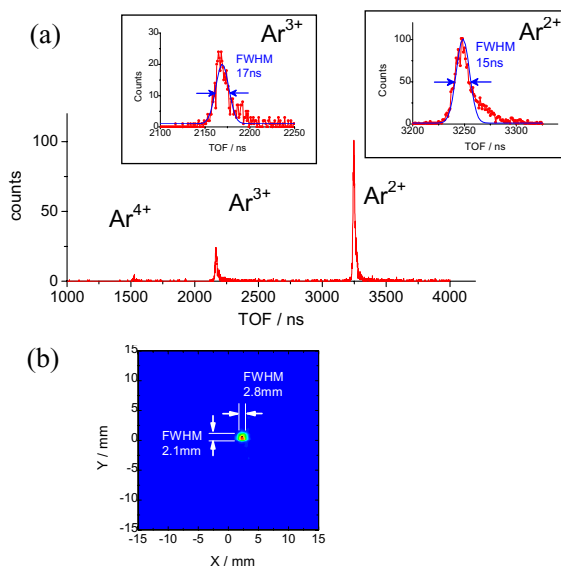 (a)
Ar3+
FWHM
17ns
Counts
30
20
10
0
2100 2150 2200 2250
TOF / ns
Ar2+
FWHM
15ns
Counts
100
50
0
3200 3250 3300
TOF / ns
counts
100
50
0
Ar4+
Ar3+
Ar2+
1000 1500 2000 2500 3000 3500 4000
TOF / ns
(b)
Y / mm
15
10
5
0
-5
-10
-15
FWHM
2.8mm
FWHM
2.1mm
-15 -10 -5 0 5 10 15
X / mm